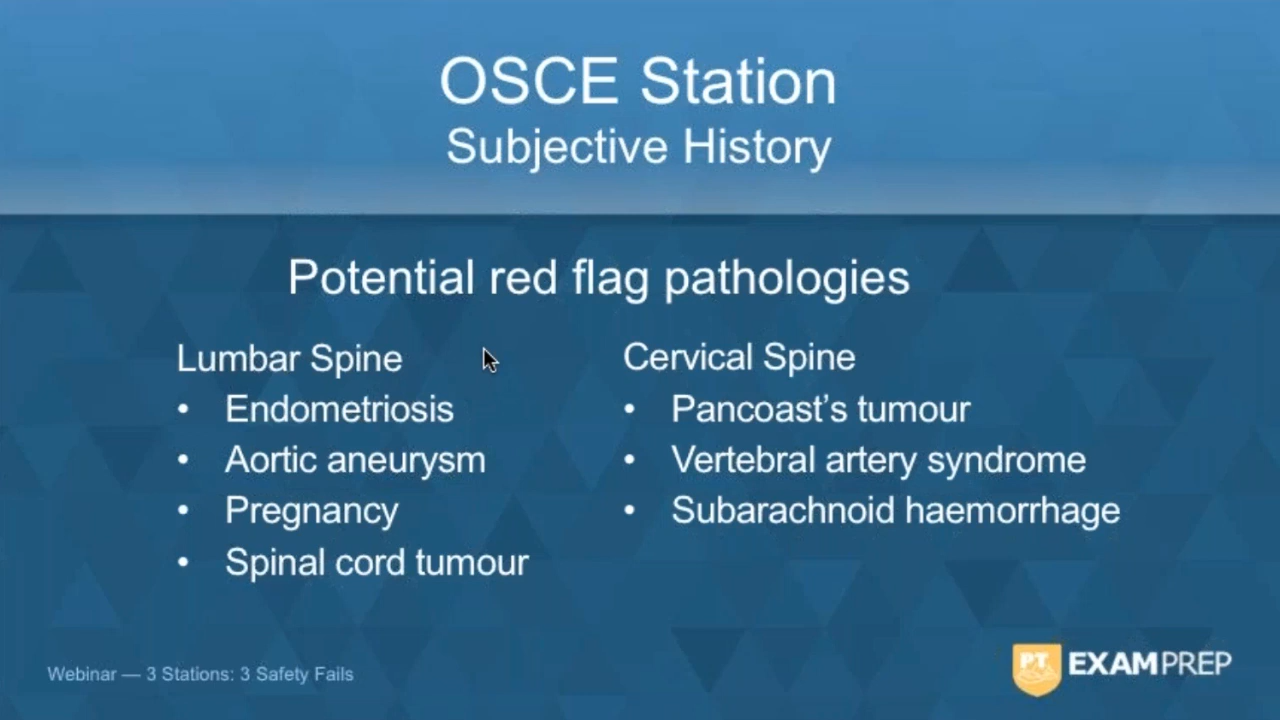 OSCE Station
Subjective History
Potential red flag pathologies
Lumbar Spine
• Endometriosis
• Aortic aneurysm
• Pregnancy
• Spinal cord tumour
Cervical Spine
• Pancoast’s tumour
• Vertebral artery syndrome
• Subarachnoid haemorrhage
Webinar — 3 Stations: 3 Safety Fails
P.T. EXAMPREP